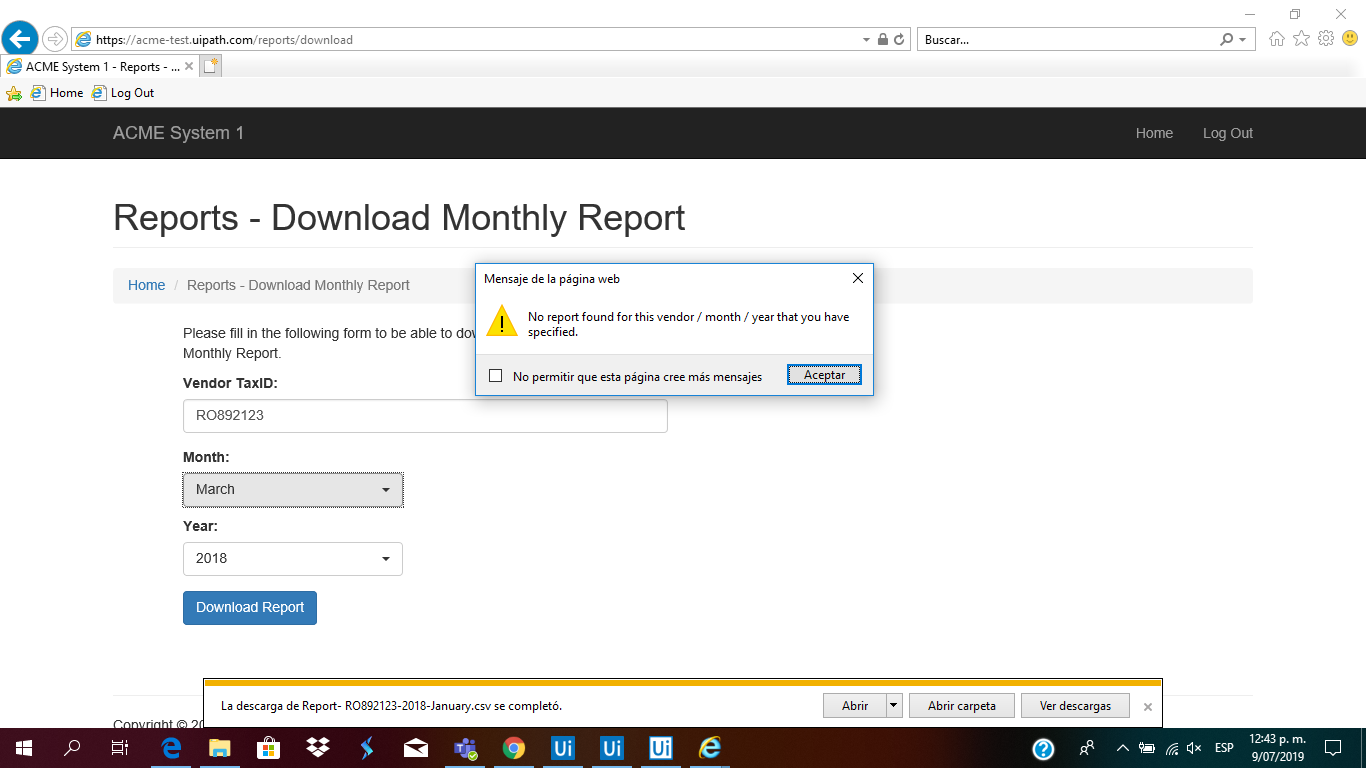 https://acme-test.uipath.com/reports/download
Buscar...
ACME System 1 - Reports - ...
Home
Log Out
ACME System 1
Home
Log Out
Reports - Download Monthly Report
Home / Reports - Download Monthly Report
Mensaje de la página web
No report found for this vendor / month / year that you have
specified.
No permitir que esta página cree más mensajes
Aceptar
Please fill in the following form to be able to
Monthly Report.
Vendor TaxID:
RO892123
Month:
March
Year:
2018
Download Report
La descarga de Report- RO892123-2018-January.csv se completó.
Abrir
Abrir carpeta
Ver descargas
Copyright ©
Ui
Ui
Ui
ESP
12:43 p. m.
9/07/2019